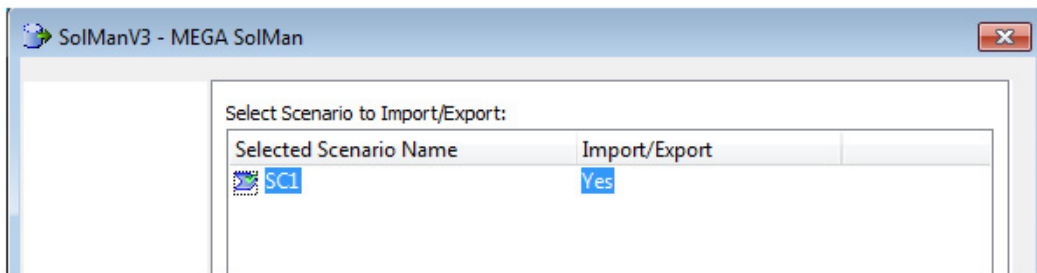 SolManV3 - MEGA SolMan
Select Scenario to Import/Export:
Selected Scenario Name Import/Export
SC1 Yes